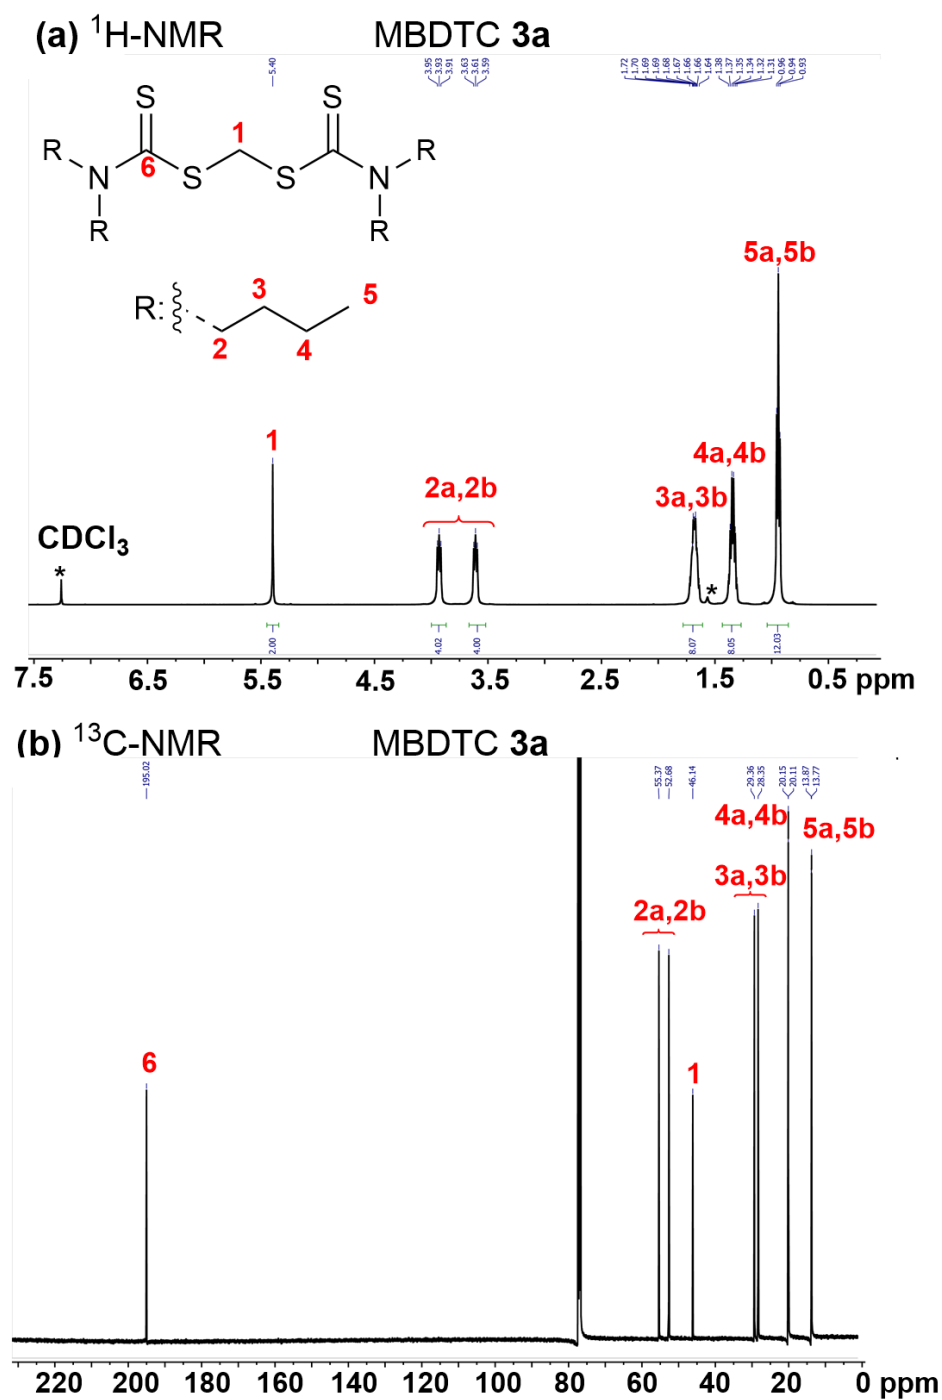 (a) ¹H-NMR MBDTC 3a
5.40
3.95
3.93
3.91
3.63
3.61
3.59
1.72
1.70
1.69
1.69
1.68
1.67
1.66
1.66
1.64
1.38
1.37
1.35
1.34
1.32
1.31
0.96
0.94
0.93
S S
R 1 R
N 6 S S N
R R
5a,5b
R: 3 5
2 4
1
4a,4b
2a,2b
3a,3b
CDCl₃
* *
2.00
4.02
4.00
8.07
8.05
12.03
7.5 6.5 5.5 4.5 3.5 2.5 1.5 0.5 ppm
(b) ¹³C-NMR MBDTC 3a
195.02
55.37
52.68
46.14
29.36
28.35
20.15
20.11
13.87
13.77
4a,4b
5a,5b
3a,3b
2a,2b
6
1
220 200 180 160 140 120 100 80 60 40 20 0 ppm